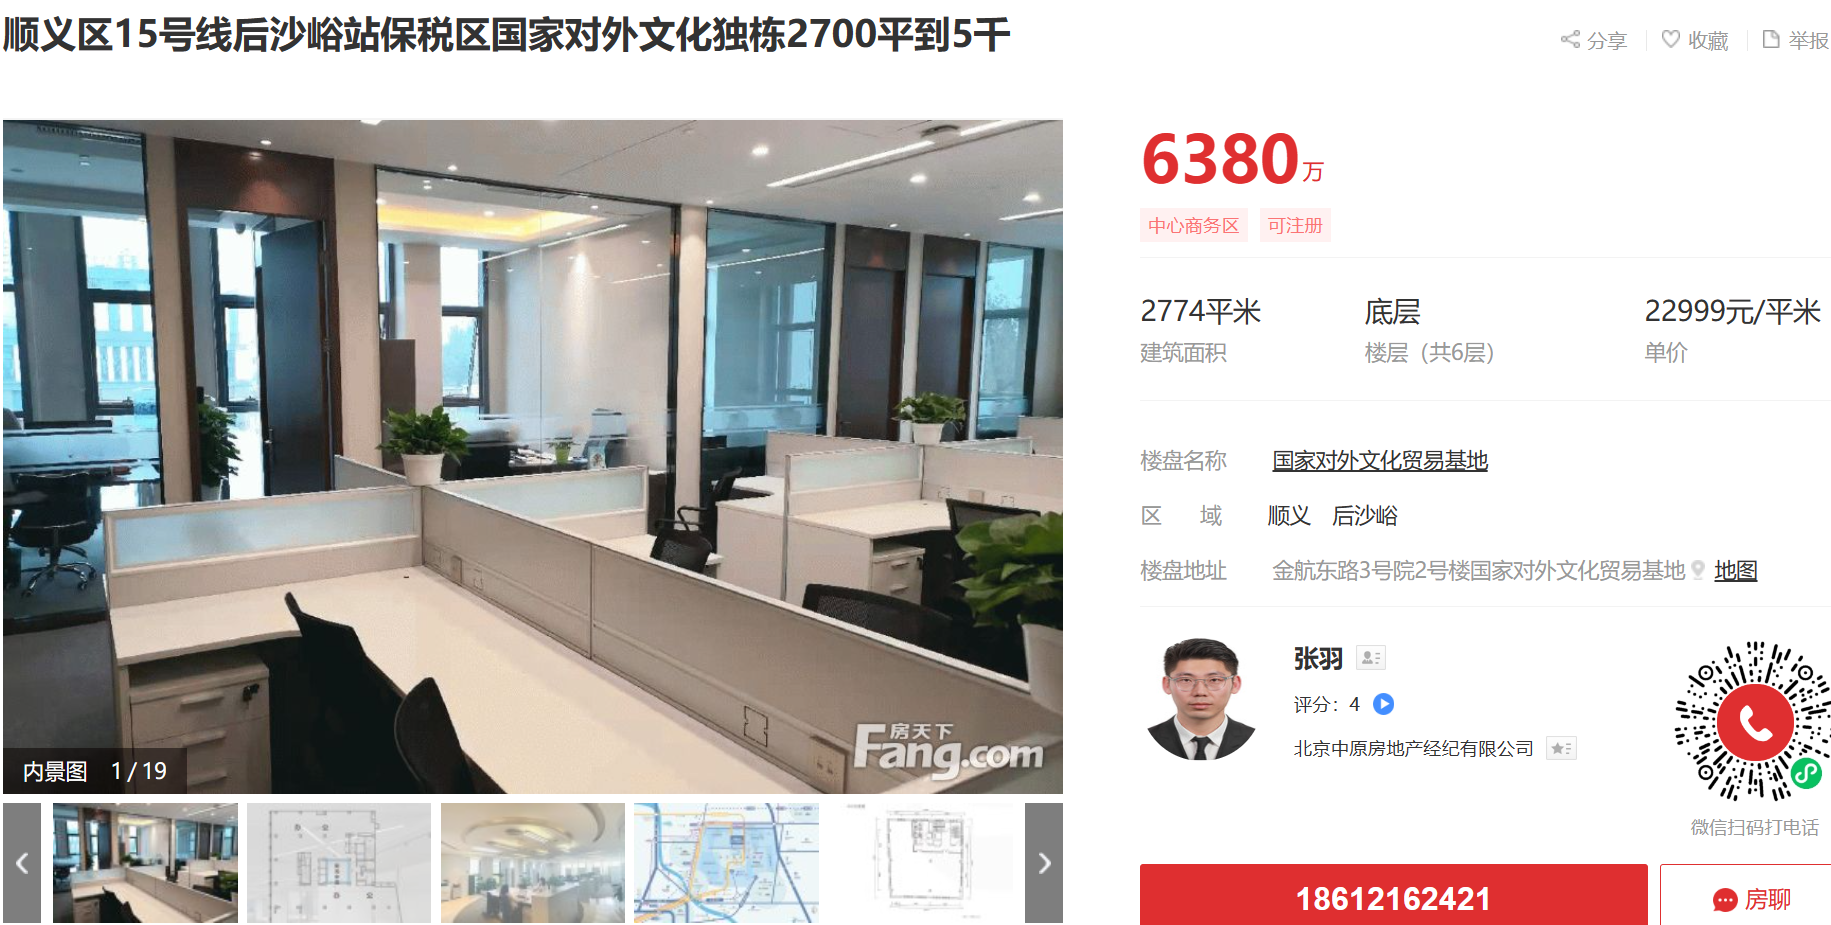 顺义区15号线后沙峪站保税区国家对外文化独栋2700平到5千
分享
收藏
举报
6380万
中心商务区
可注册
2774平米
底层
22999元/平米
建筑面积
楼层（共6层）
单价
楼盘名称
国家对外文化贸易基地
区 域
顺义 后沙峪
楼盘地址
金航东路3号院2号楼国家对外文化贸易基地
地图
张羽
评分：4
北京中原房地产经纪有限公司
微信扫码打电话
18612162421
房聊
房天下
Fang.com
内景图 1/19
办 公
办 公